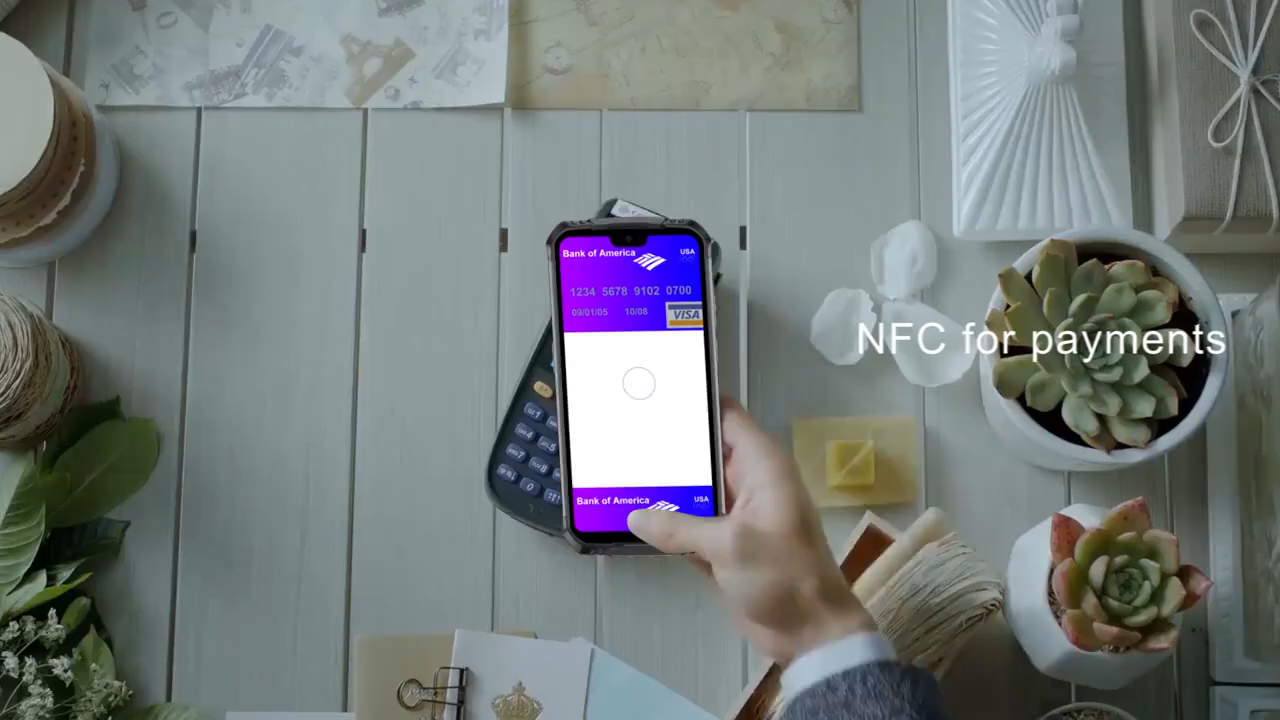 Bank of America
USA
1234 5678 9102 0700
09/01/05 10/08
VISA
NFC for payments
Bank of America
USA